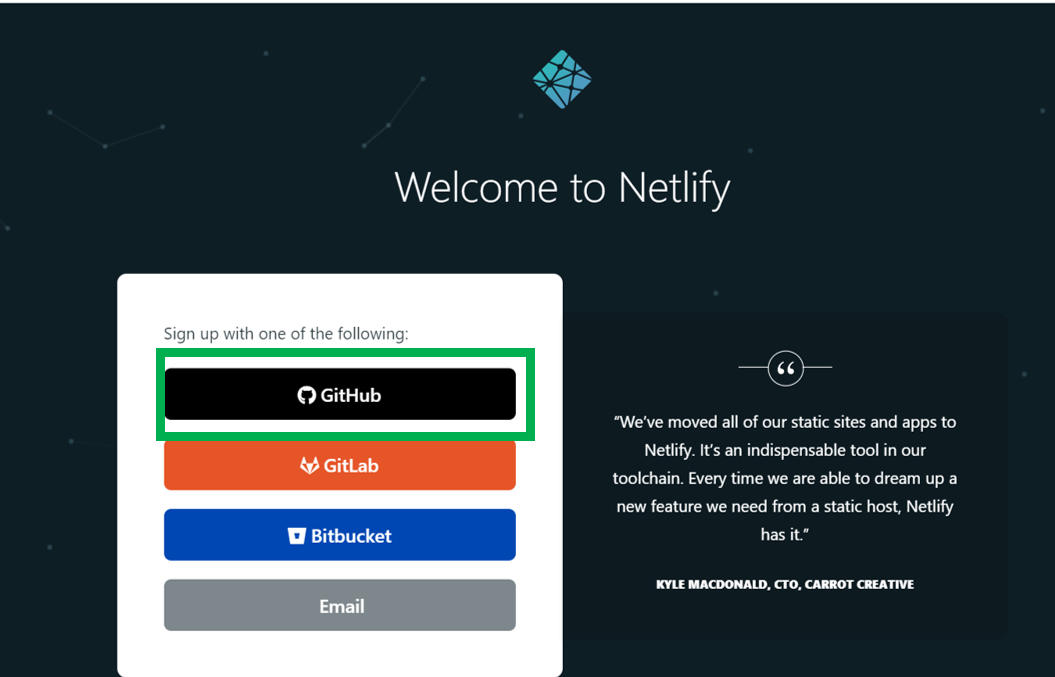 Welcome to Netlify
Sign up with one of the following:
GitHub
GitLab
Bitbucket
Email
“We’ve moved all of our static sites and apps to
Netlify. It’s an indispensable tool in our
toolchain. Every time we are able to dream up a
new feature we need from a static host, Netlify
has it.”
KYLE MACDONALD, CTO, CARROT CREATIVE